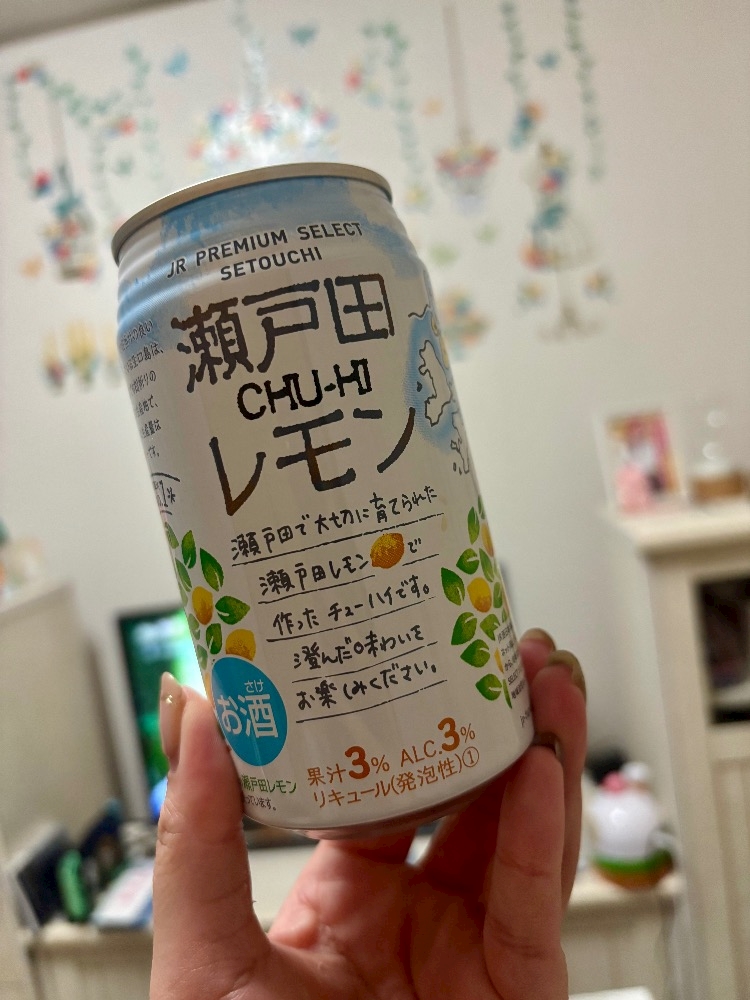 JR PREMIUM SELECT
SETOUCHI
瀬戸田
CHU-HI
レモン
瀬戸田で大切に育てられた
瀬戸田レモンで
作ったチューハイです。
澄んだ味わいを
お楽しみください。
さけ
お酒
果汁3% ALC.3%
リキュール(発泡性)①
瀬戸田レモン